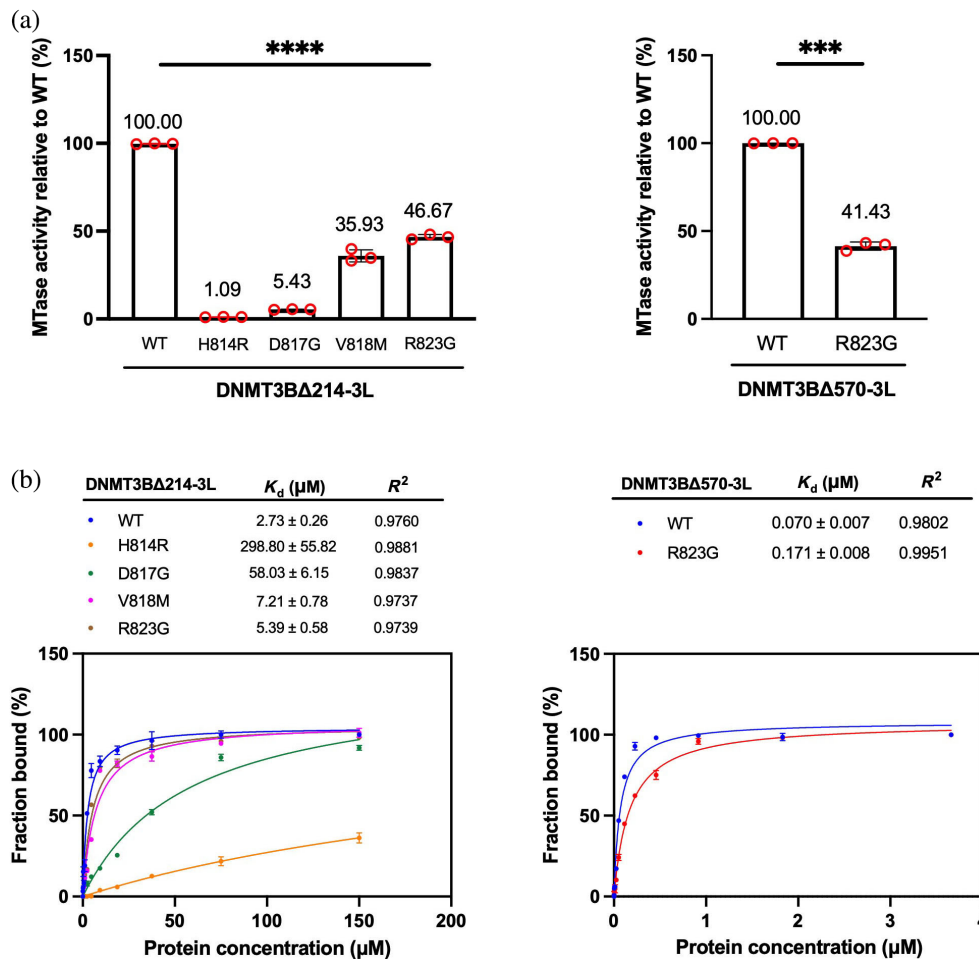 (a)
MTase activity relative to WT (%)
150
100
50
0
****
100.00
1.09
5.43
35.93
46.67
WT H814R D817G V818M R823G
DNMT3BΔ214-3L
MTase activity relative to WT (%)
150
100
50
0
***
100.00
41.43
WT R823G
DNMT3BΔ570-3L
(b)
DNMT3BΔ214-3L Kd (μM) R2
WT 2.73 ± 0.26 0.9760
H814R 298.80 ± 55.82 0.9881
D817G 58.03 ± 6.15 0.9837
V818M 7.21 ± 0.78 0.9737
R823G 5.39 ± 0.58 0.9739
Fraction bound (%)
150
100
50
0
0 50 100 150 200
Protein concentration (μM)
DNMT3BΔ570-3L Kd (μM) R2
WT 0.070 ± 0.007 0.9802
R823G 0.171 ± 0.008 0.9951
Fraction bound (%)
150
100
50
0
0 1 2 3 4
Protein concentration (μM)